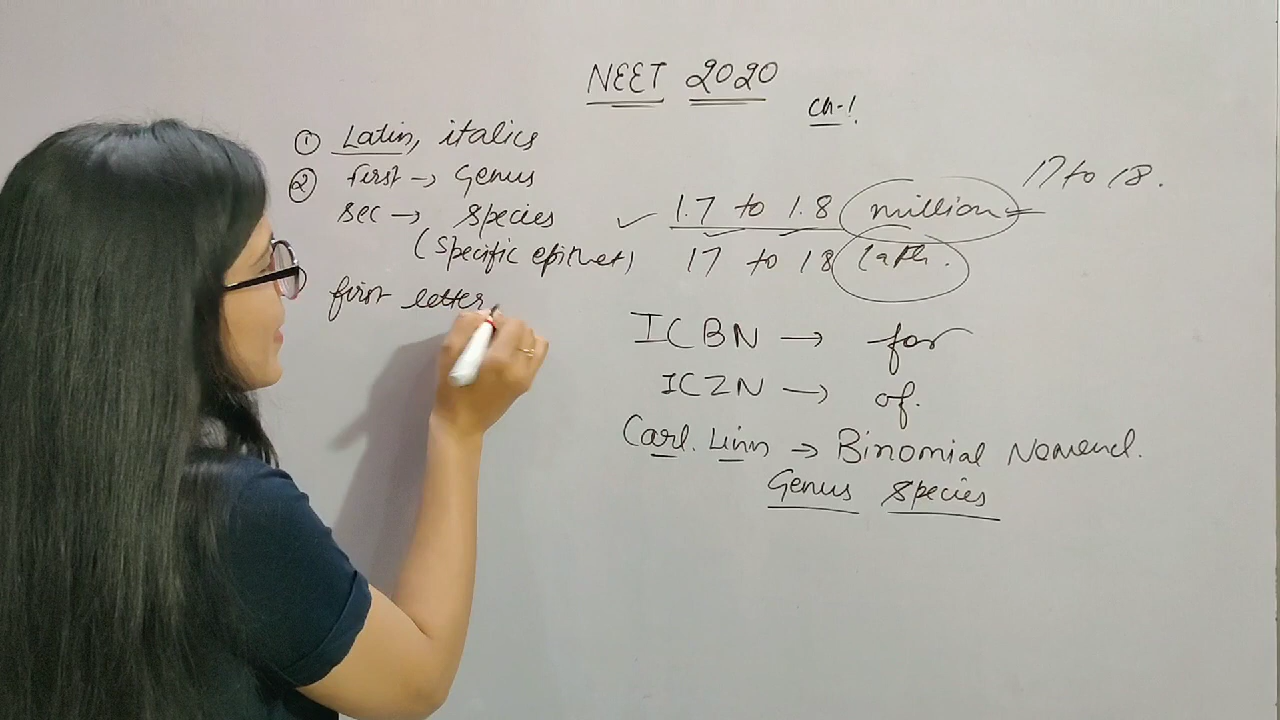 NEET 2020
Ch-1
① Latin, italics
② first → Genus
sec → species
(specific epithet)
first letter
17 to 18.
1.7 to 1.8 million
17 to 18 lakh.
ICBN → for
ICZN → of.
Carl. Linn → Binomial Nomencl.
Genus species